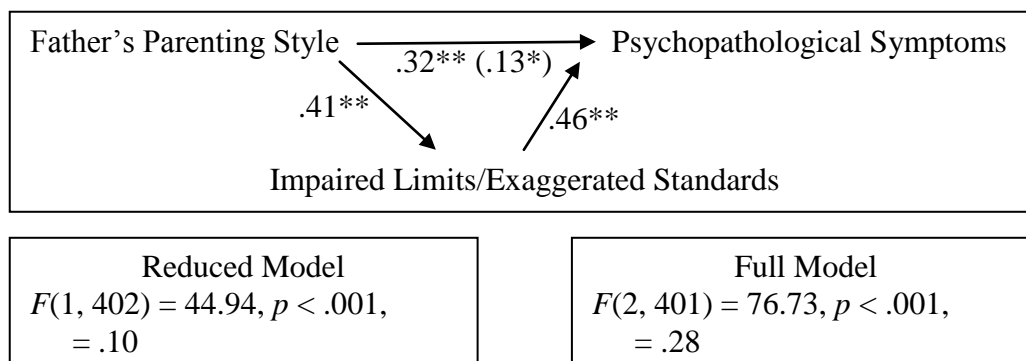 Father's Parenting Style
Psychopathological Symptoms
.32** (.13*)
.41**
.46**
Impaired Limits/Exaggerated Standards
Reduced Model
F(1, 402) = 44.94, p < .001,
= .10
Full Model
F(2, 401) = 76.73, p < .001,
= .28